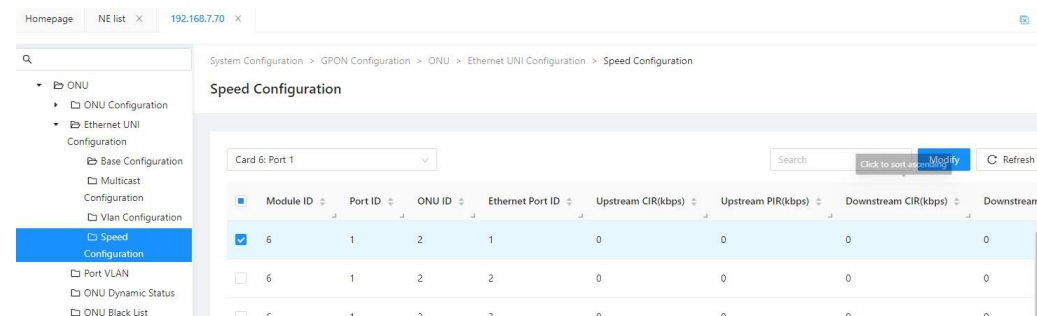 Homepage NE list × 192.168.7.70 ×
System Configuration > GPON Configuration > ONU > Ethernet UNI Configuration > Speed Configuration
Speed Configuration
ONU
ONU Configuration
Ethernet UNI
Configuration
Base Configuration
Multicast
Configuration
Vlan Configuration
Speed
Configuration
Port VLAN
ONU Dynamic Status
ONU Black List
Card 6: Port 1 Search Modify Refresh
Click to sort ascending
Module ID Port ID ONU ID Ethernet Port ID Upstream CIR(kbps) Upstream PIR(kbps) Downstream CIR(kbps) Downstream
6 1 2 1 0 0 0 0
6 1 2 2 0 0 0 0